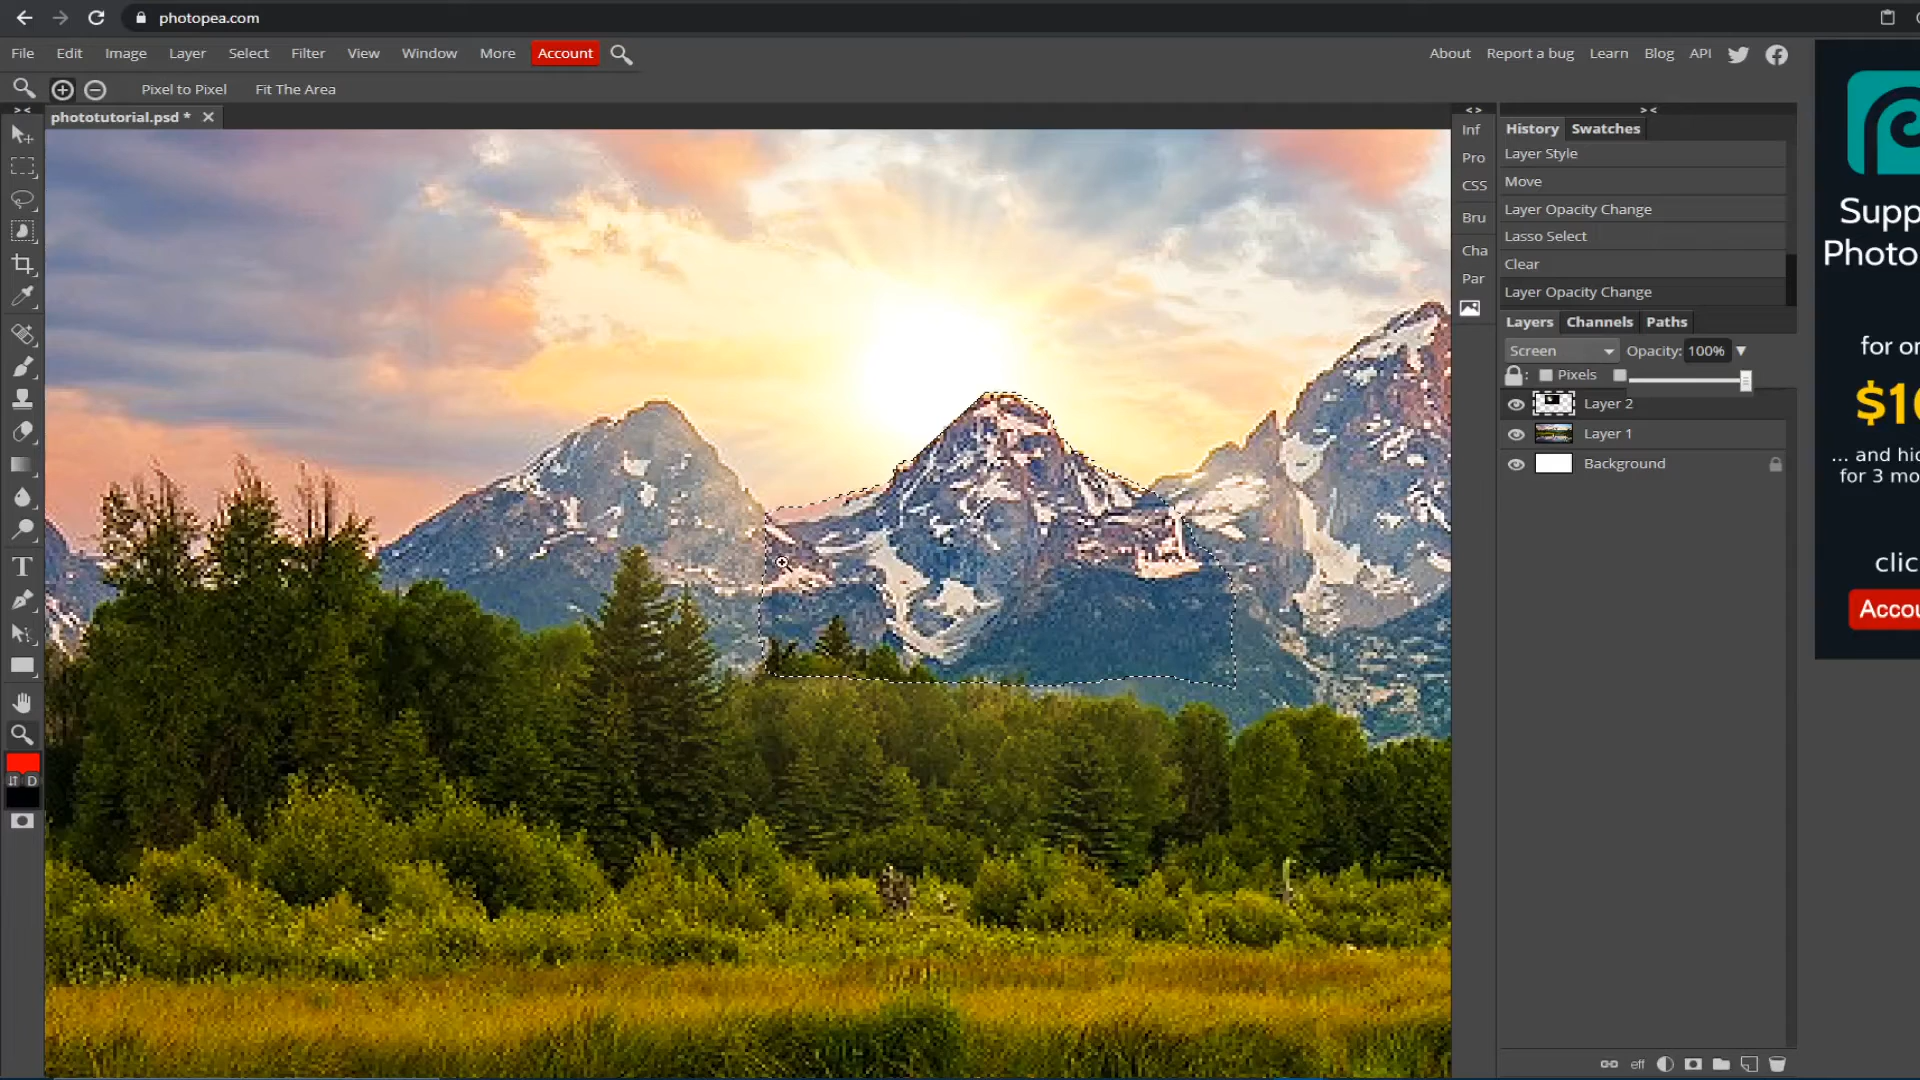 photopea.com
File Edit Image Layer Select Filter View Window More Account About Report a bug Learn Blog API
Pixel to Pixel Fit The Area
phototutorial.psd *
Inf
Pro
CSS
Bru
Cha
Par
History Swatches
Layer Style
Move
Layer Opacity Change
Lasso Select
Clear
Layer Opacity Change
Layers Channels Paths
Screen Opacity: 100%
Pixels
Layer 2
Layer 1
Background
eff
D
Supp
Photo
for or
$10
... and hid
for 3 mo
clic
Accou